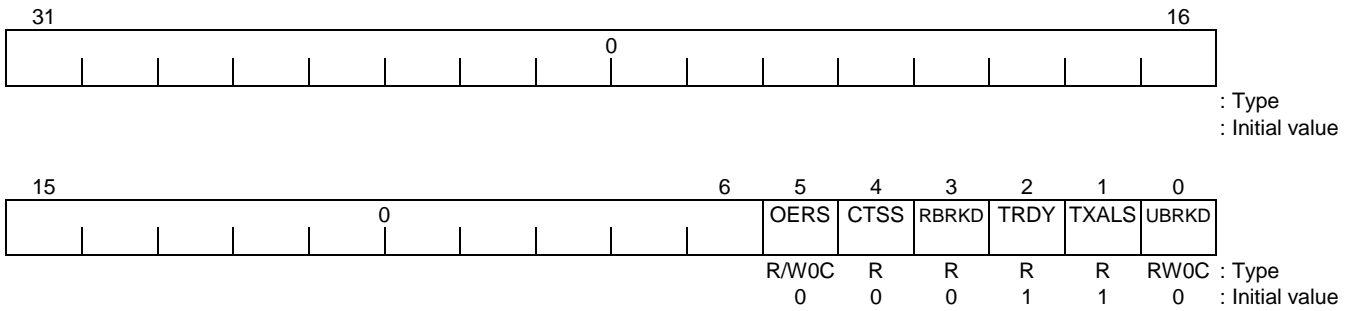 31 16
0
: Type
: Initial value
15 6 5 4 3 2 1 0
0 OERS CTSS RBRKD TRDY TXALS UBRKD
R/W0C R R R R RW0C : Type
0 0 0 1 1 0 : Initial value